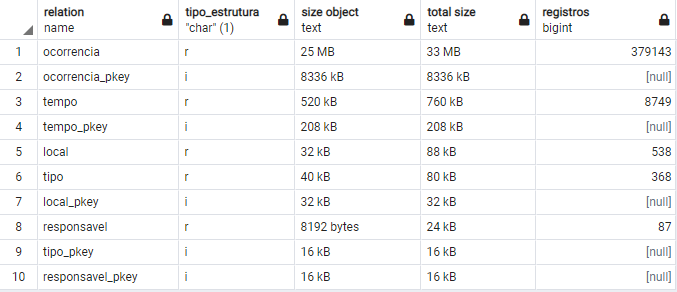 relation name tipo_estrutura "char" (1) size object text total size text registros bigint
1 ocorrencia r 25 MB 33 MB 379143
2 ocorrencia_pkey i 8336 kB 8336 kB [null]
3 tempo r 520 kB 760 kB 8749
4 tempo_pkey i 208 kB 208 kB [null]
5 local r 32 kB 88 kB 538
6 tipo r 40 kB 80 kB 368
7 local_pkey i 32 kB 32 kB [null]
8 responsavel r 8192 bytes 24 kB 87
9 tipo_pkey i 16 kB 16 kB [null]
10 responsavel_pkey i 16 kB 16 kB [null]